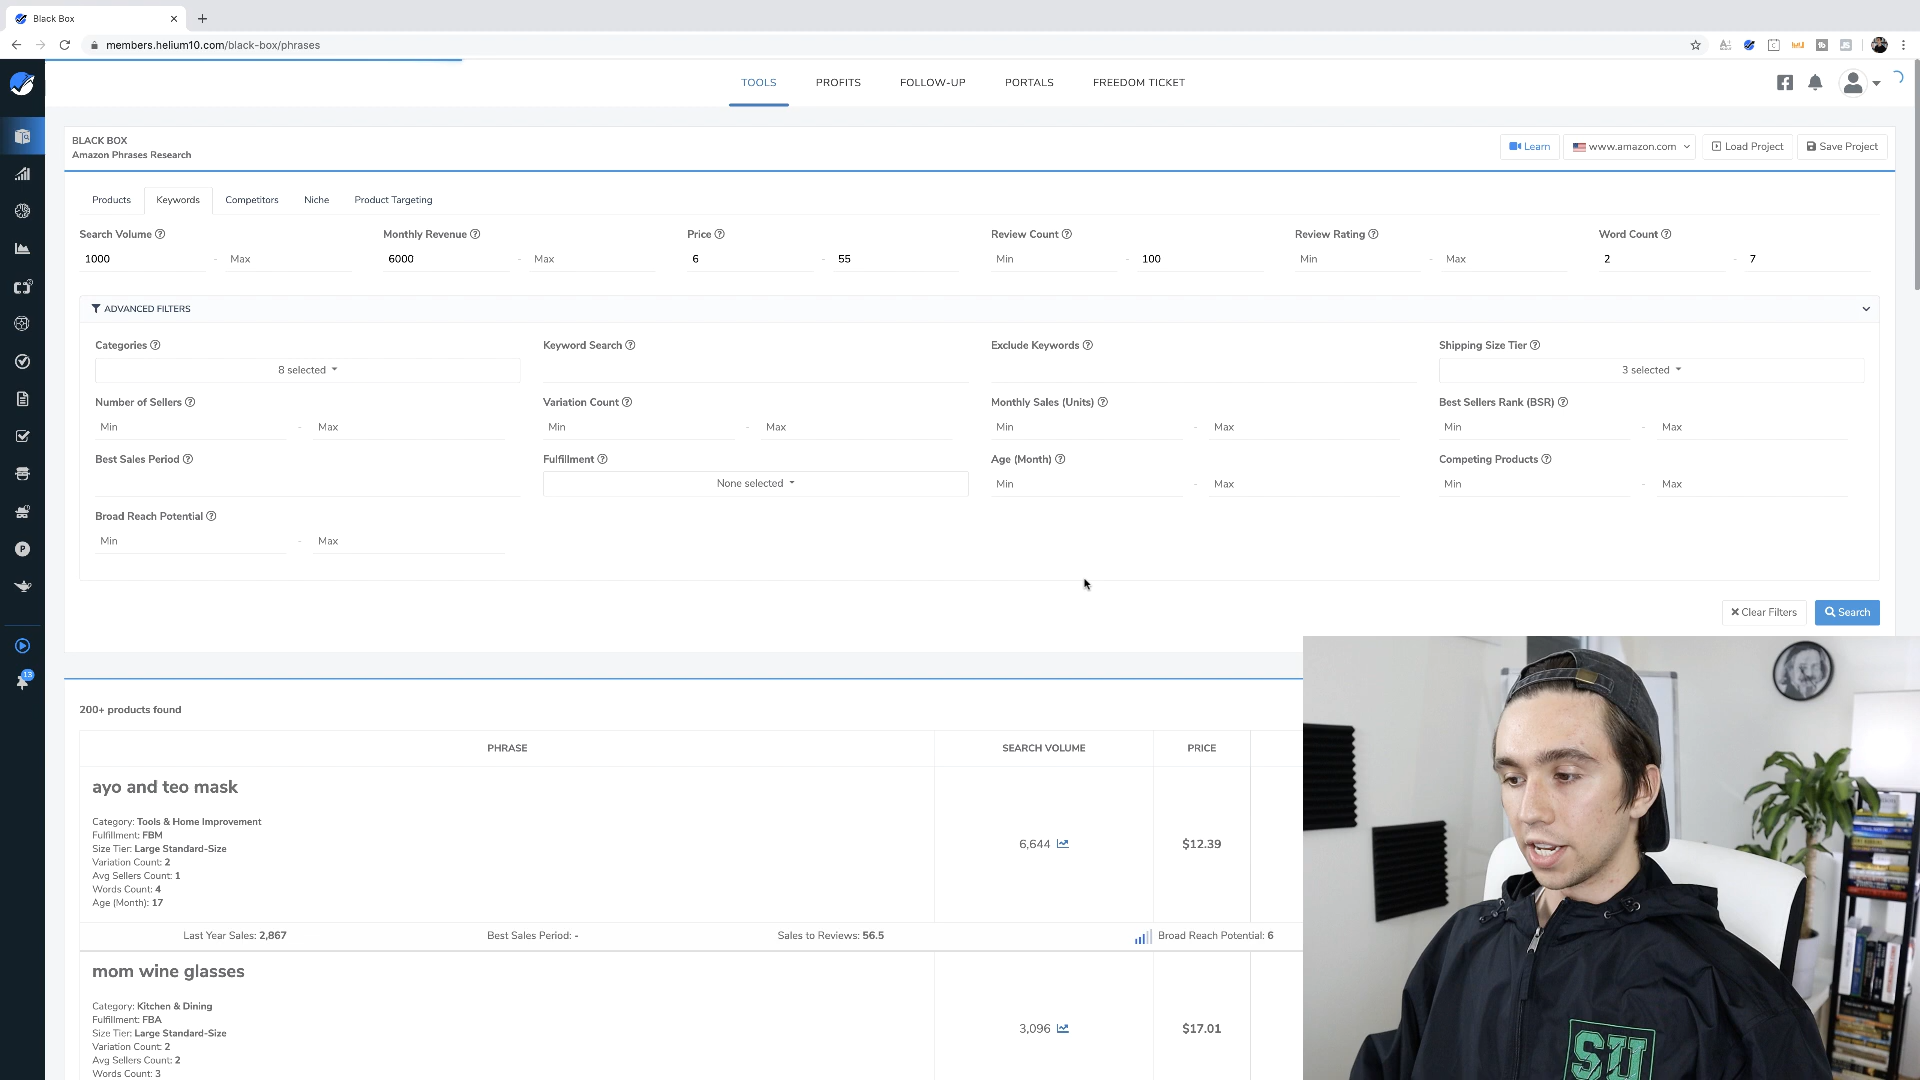 Black Box
members.helium10.com/black-box/phrases
TOOLS PROFITS FOLLOW-UP PORTALS FREEDOM TICKET
BLACK BOX
Amazon Phrases Research
Learn www.amazon.com Load Project Save Project
Products Keywords Competitors Niche Product Targeting
Search Volume Monthly Revenue Price Review Count Review Rating Word Count
1000 - Max 6000 - Max 6 - 55 Min - 100 Min - Max 2 - 7
ADVANCED FILTERS
Categories Keyword Search Exclude Keywords Shipping Size Tier
8 selected 3 selected
Number of Sellers Variation Count Monthly Sales (Units) Best Sellers Rank (BSR)
Min - Max Min - Max Min - Max Min - Max
Best Sales Period Fulfillment Age (Month) Competing Products
None selected Min - Max Min - Max
Broad Reach Potential
Min - Max
Clear Filters Search
13
200+ products found
PHRASE SEARCH VOLUME PRICE
ayo and teo mask
Category: Tools & Home Improvement
Fulfillment: FBM
Size Tier: Large Standard-Size
Variation Count: 2
Avg Sellers Count: 1
Words Count: 4
Age (Month): 17
6,644 $12.39
Last Year Sales: 2,867 Best Sales Period: - Sales to Reviews: 56.5 Broad Reach Potential: 6
mom wine glasses
Category: Kitchen & Dining
Fulfillment: FBA
Size Tier: Large Standard-Size
Variation Count: 2
Avg Sellers Count: 2
Words Count: 3
3,096 $17.01
SU